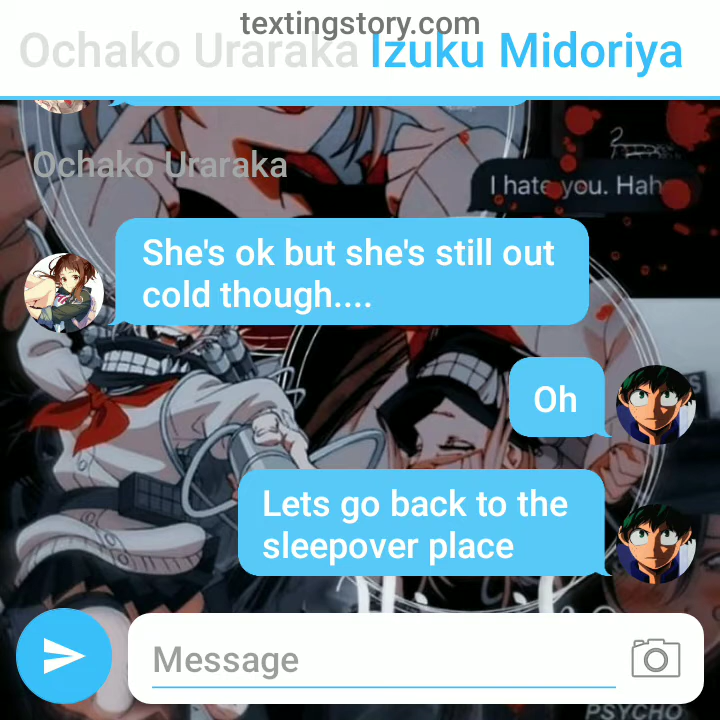 textingstory.com
Ochako Uraraka Izuku Midoriya
Ochako Uraraka
I hate you. Hah
She's ok but she's still out
cold though....
Oh
Lets go back to the
sleepover place
Message
PSYCHO